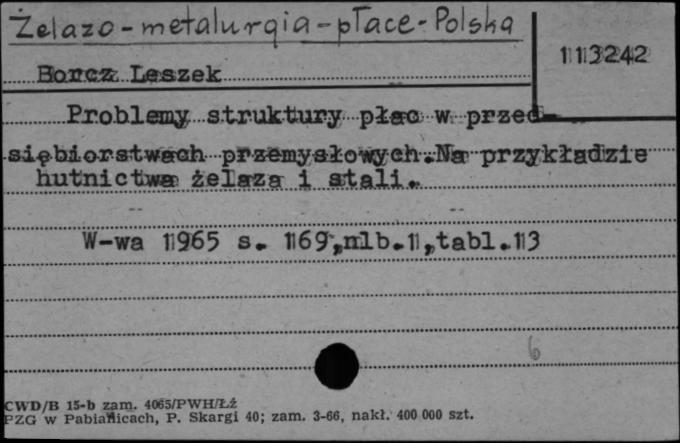 Żelazo-metalurgia-płace-Polska
113242
Borcz Leszek
Problemy struktury płac w przed-
siębiorstwach przemysłowych.Na przykładzie
hutnictwa żelaza i stali.
W-wa 1965 s. 169,nlb.1,tabl.13
6
CWD/B 15-b zam. 4065/PWH/Łź
PZG w Pabianicach, P. Skargi 40; zam. 3-66, nakł. 400 000 szt.